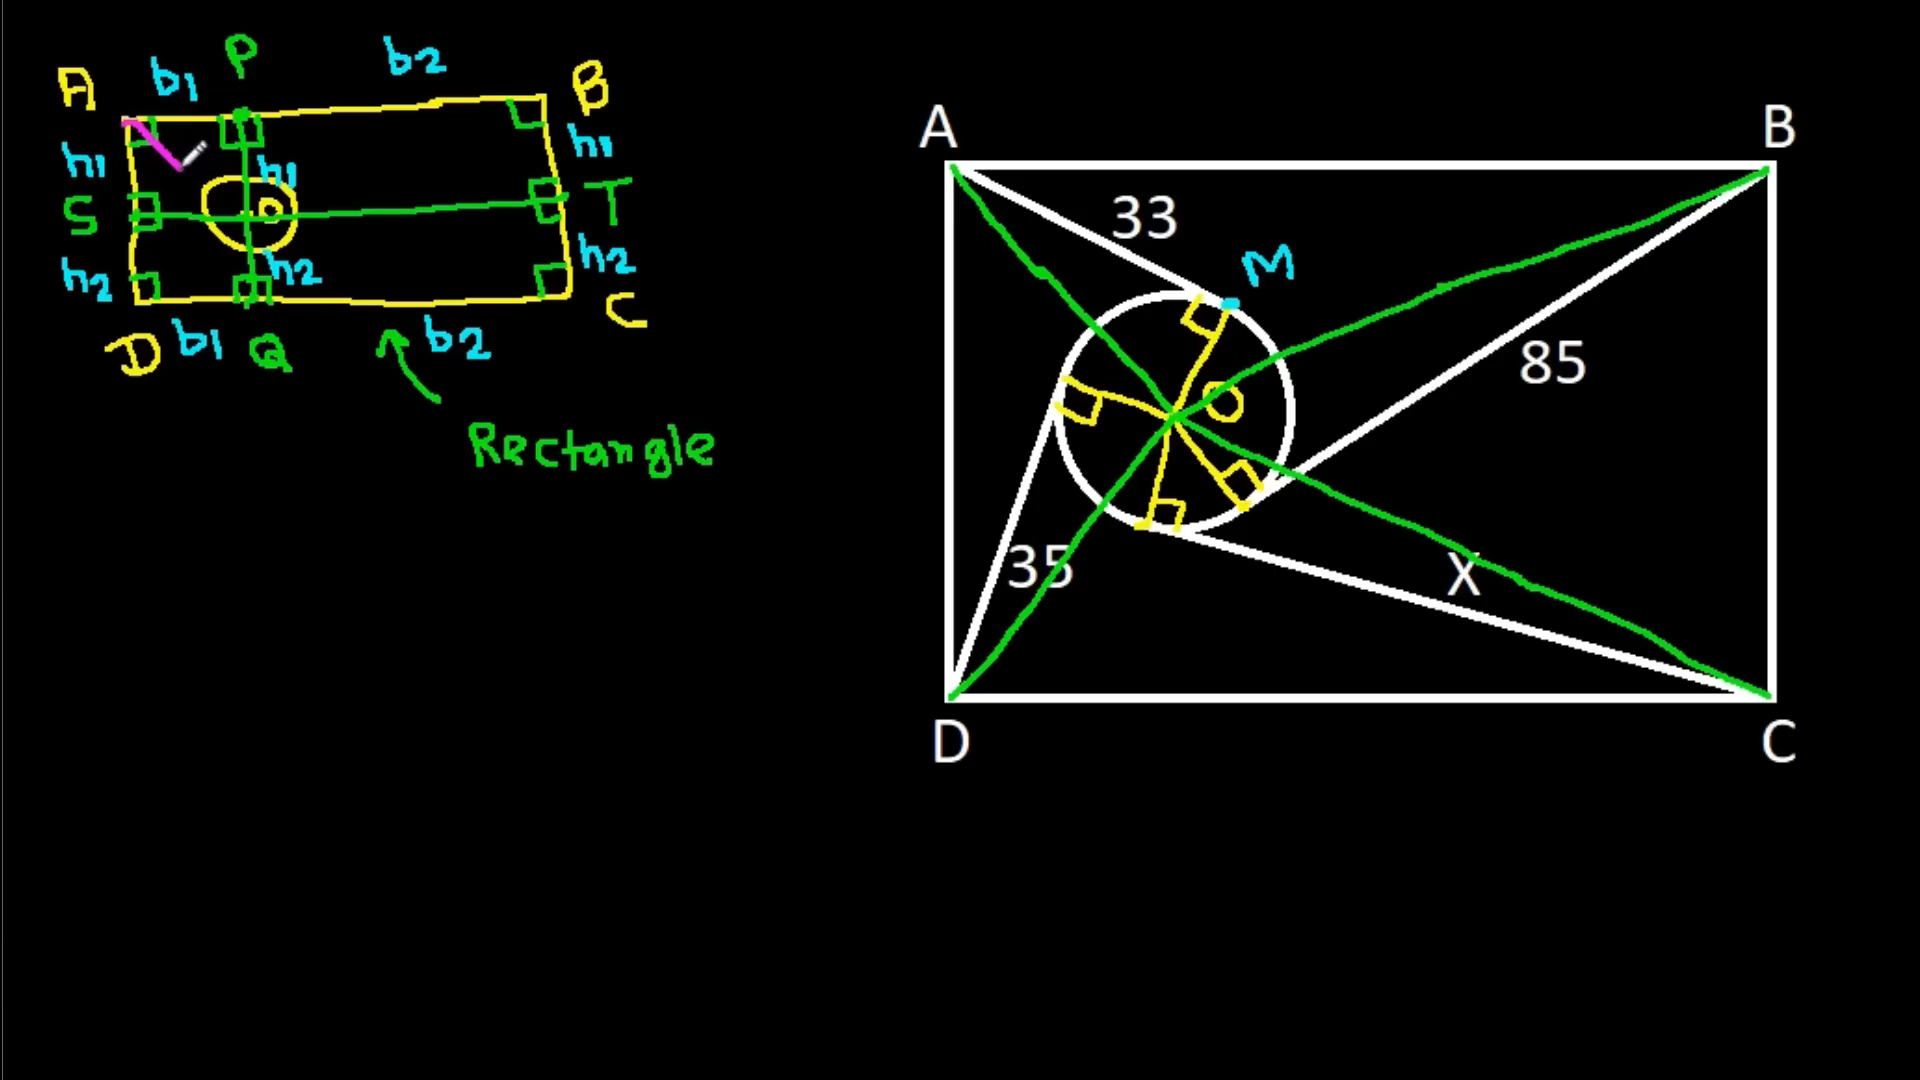 P
A b1 b2 B
h1 h1 h1
S O T
h2 h2 h2
D b1 Q b2 C
Rectangle
A B
33
M
O 85
35 X
D C